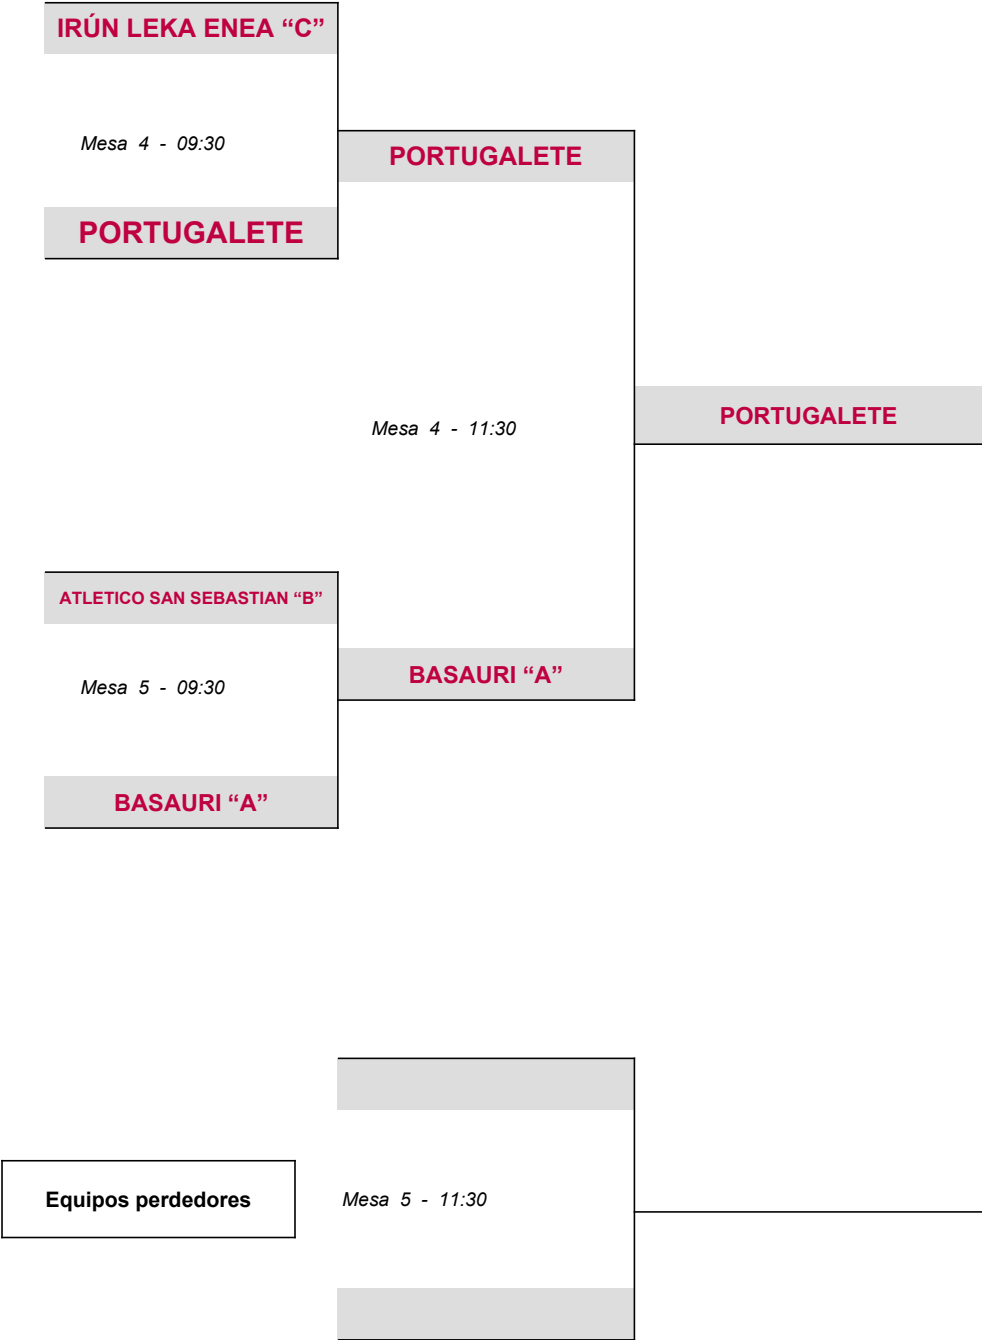 IRÚN LEKA ENEA “C”
Mesa 4 - 09:30
PORTUGALETE
PORTUGALETE
Mesa 4 - 11:30
PORTUGALETE
ATLETICO SAN SEBASTIAN “B”
Mesa 5 - 09:30
BASAURI “A”
BASAURI “A”
Equipos perdedores
Mesa 5 - 11:30